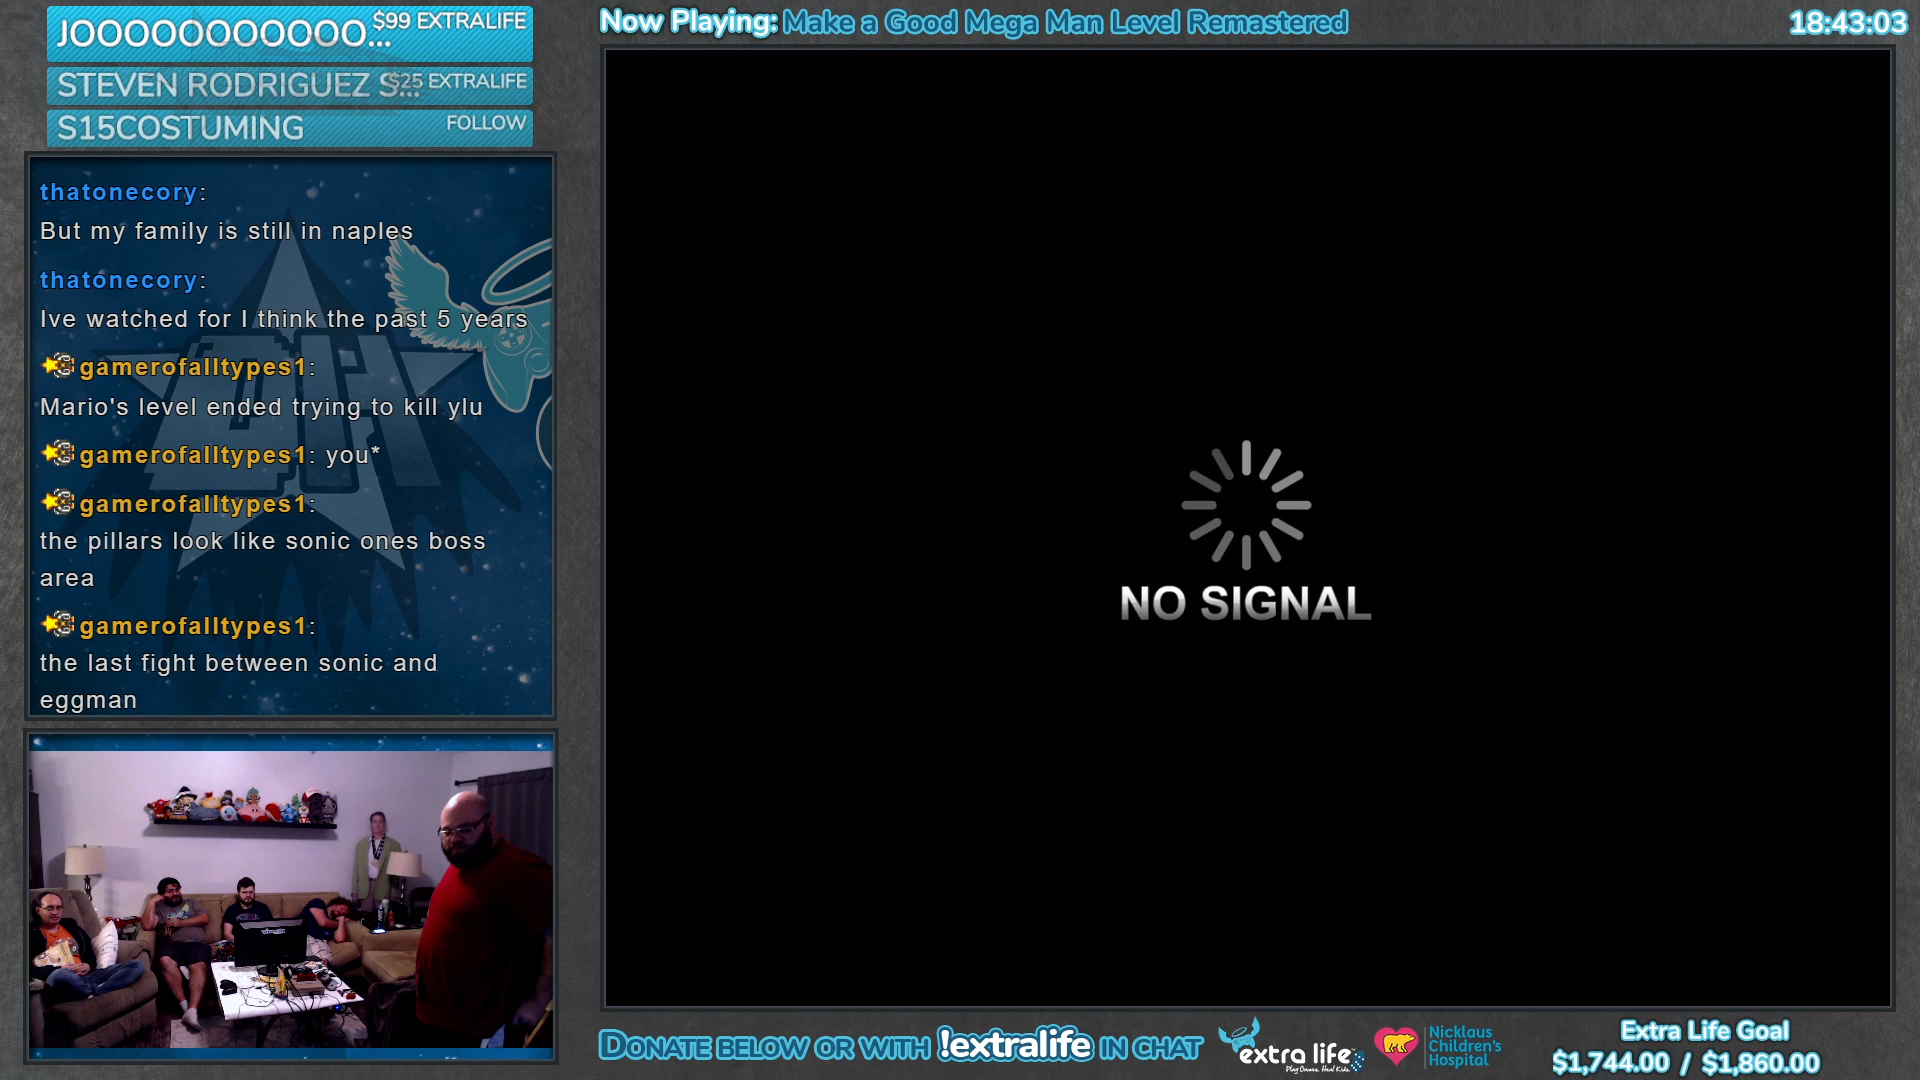 JOOOOOOOOOOO...
$99 EXTRALIFE
STEVEN RODRIGUEZ S...
$25 EXTRALIFE
S15COSTUMING
FOLLOW
thatonecory:
But my family is still in naples
thatonecory:
Ive watched for I think the past 5 years
gamerofalltypes1:
Mario's level ended trying to kill ylu
gamerofalltypes1: you*
gamerofalltypes1:
the pillars look like sonic ones boss
area
gamerofalltypes1:
the last fight between sonic and
eggman
Now Playing: Make a Good Mega Man Level Remastered
18:43:03
NO SIGNAL
DONATE BELOW OR WITH !extralife IN CHAT
extra life
Play Games. Heal Kids.
Nicklaus
Children's
Hospital
Extra Life Goal
$1,744.00 / $1,860.00